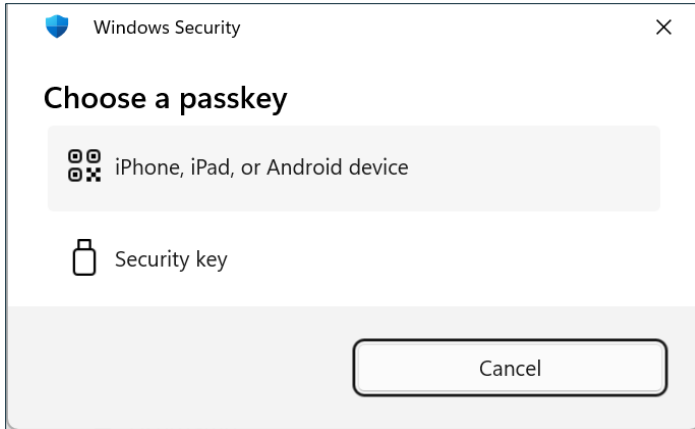 Windows Security
Choose a passkey
iPhone, iPad, or Android device
Security key
Cancel